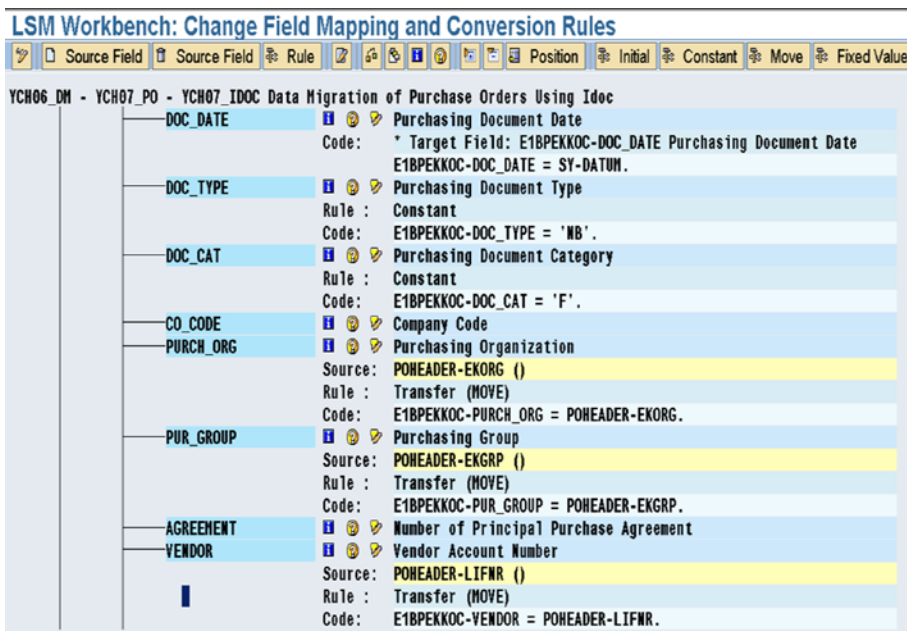 LSM Workbench: Change Field Mapping and Conversion Rules
Source Field Source Field Rule Position Initial Constant Move Fixed Value
YCH06_DM - YCH07_PO - YCH07_IDOC Data Migration of Purchase Orders Using Idoc
DOC_DATE Purchasing Document Date
Code: * Target Field: E1BPEKKOC-DOC_DATE Purchasing Document Date
E1BPEKKOC-DOC_DATE = SY-DATUM.
DOC_TYPE Purchasing Document Type
Rule : Constant
Code: E1BPEKKOC-DOC_TYPE = 'NB'.
DOC_CAT Purchasing Document Category
Rule : Constant
Code: E1BPEKKOC-DOC_CAT = 'F'.
CO_CODE Company Code
PURCH_ORG Purchasing Organization
Source: POHEADER-EKORG ()
Rule : Transfer (MOVE)
Code: E1BPEKKOC-PURCH_ORG = POHEADER-EKORG.
PUR_GROUP Purchasing Group
Source: POHEADER-EKGRP ()
Rule : Transfer (MOVE)
Code: E1BPEKKOC-PUR_GROUP = POHEADER-EKGRP.
AGREEMENT Number of Principal Purchase Agreement
VENDOR Vendor Account Number
Source: POHEADER-LIFNR ()
Rule : Transfer (MOVE)
Code: E1BPEKKOC-VENDOR = POHEADER-LIFNR.